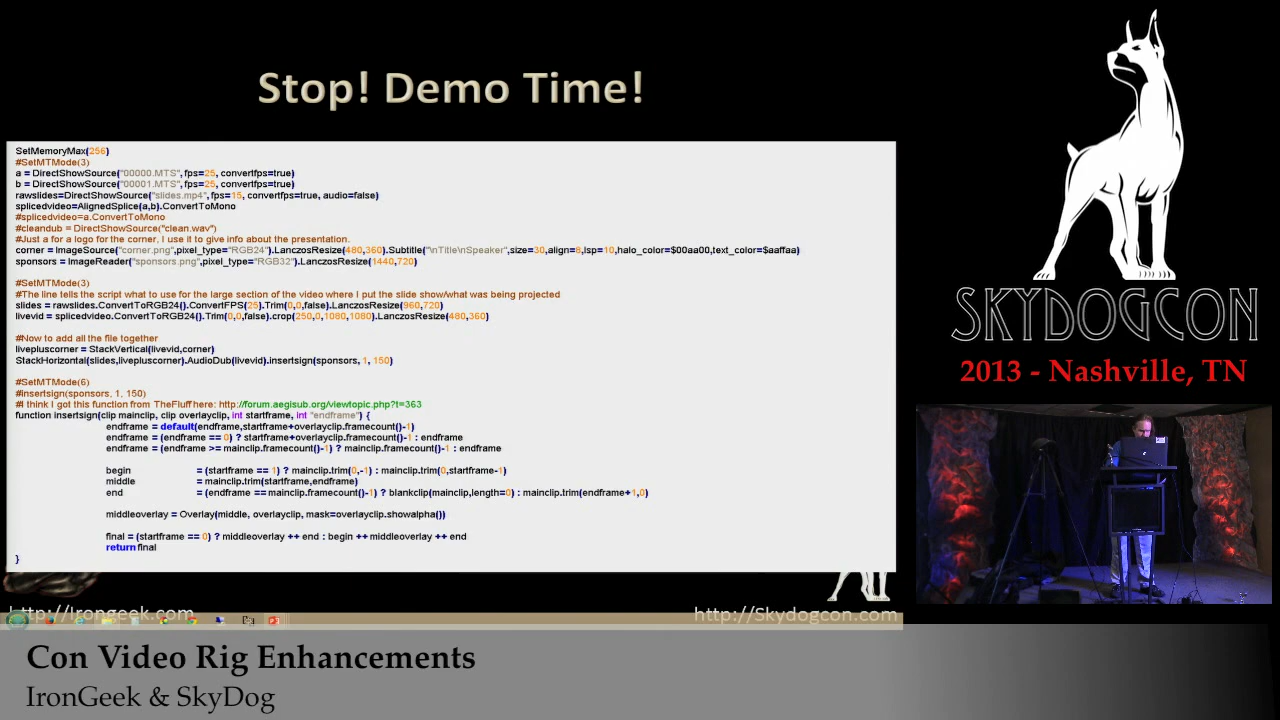 Stop! Demo Time!
SetMemoryMax(256)
#SetMTMode(3)
a = DirectShowSource("00000.MTS", fps=25, convertfps=true)
b = DirectShowSource("00001.MTS", fps=25, convertfps=true)
rawslides=DirectShowSource("slides.mp4", fps=15, convertfps=true, audio=false)
splicedvideo=AlignedSplice(a,b).ConvertToMono
#splicedvideo=a.ConvertToMono
#cleandub = DirectShowSource("clean.wav")
#Just a for a logo for the corner, I use it to give info about the presentation.
corner = ImageSource("corner.png",pixel_type="RGB24").LanczosResize(480,360).Subtitle("\nTitle\nSpeaker",size=30,align=8,lsp=10,halo_color=$00aa00,text_color=$aaffaa)
sponsors = ImageReader("sponsors.png",pixel_type="RGB32").LanczosResize(1440,720)
#SetMTMode(3)
#The line tells the script what to use for the large section of the video where I put the slide show/what was being projected
slides = rawslides.ConvertToRGB24().ConvertFPS(25).Trim(0,0,false).LanczosResize(960,720)
livevid = splicedvideo.ConvertToRGB24().Trim(0,0,false).crop(250,0,1080,1080).LanczosResize(480,360)
#Now to add all the file together
livepluscorner = StackVertical(livevid,corner)
StackHorizontal(slides,livepluscorner).AudioDub(livevid).insertsign(sponsors, 1, 150)
#SetMTMode(6)
#insertsign(sponsors, 1, 150)
#I think I got this function from TheFluff here: http://forum.aegisub.org/viewtopic.php?t=363
function insertsign(clip mainclip, clip overlayclip, int startframe, int "endframe") {
endframe = default(endframe,startframe+overlayclip.framecount()-1)
endframe = (endframe == 0) ? startframe+overlayclip.framecount()-1 : endframe
endframe = (endframe >= mainclip.framecount()-1) ? mainclip.framecount()-1 : endframe
begin = (startframe == 1) ? mainclip.trim(0,-1) : mainclip.trim(0,startframe-1)
middle = mainclip.trim(startframe,endframe)
end = (endframe == mainclip.framecount()-1) ? blankclip(mainclip,length=0) : mainclip.trim(endframe+1,0)
middleoverlay = Overlay(middle, overlayclip, mask=overlayclip.showalpha())
final = (startframe == 0) ? middleoverlay ++ end : begin ++ middleoverlay ++ end
return final
}
http://Irongeek.com
http://Skydogcon.com
SKYDOGCON
2013 - Nashville, TN
Con Video Rig Enhancements
IronGeek & SkyDog